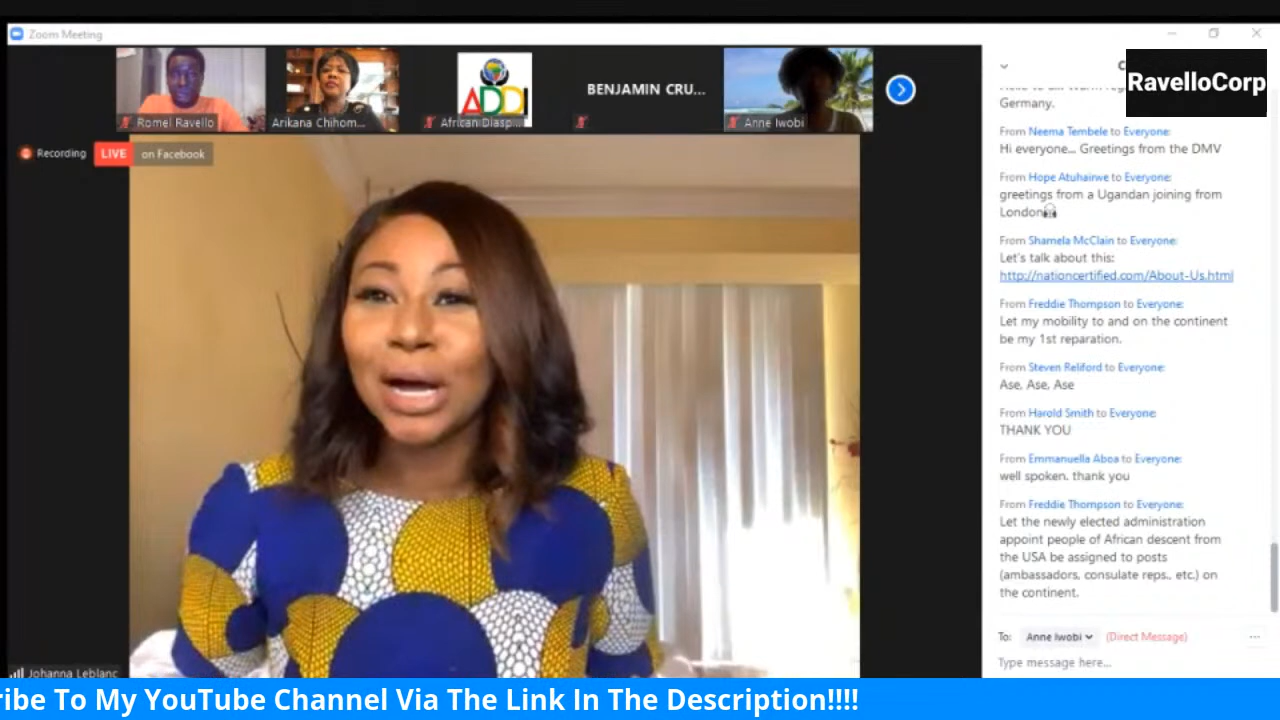 Zoom Meeting
Romel Ravello
Arikana Chihom...
ADDI
African Diasp...
BENJAMIN CRU...
Anne Iwobi
Recording
LIVE on Facebook
RavelloCorp
Germany.
From Neema Tembele to Everyone:
Hi everyone... Greetings from the DMV
From Hope Atuhairwe to Everyone:
greetings from a Ugandan joining from
London
From Shamela McClain to Everyone:
Let's talk about this:
http://nationcertified.com/About-Us.html
From Freddie Thompson to Everyone:
Let my mobility to and on the continent
be my 1st reparation.
From Steven Reliford to Everyone:
Ase, Ase, Ase
From Harold Smith to Everyone:
THANK YOU
From Emmanuella Aboa to Everyone:
well spoken. thank you
From Freddie Thompson to Everyone:
Let the newly elected administration
appoint people of African descent from
the USA be assigned to posts
(ambassadors, consulate reps., etc.) on
the continent.
To: Anne Iwobi (Direct Message) ...
Type message here...
Johanna Leblanc
ribe To My YouTube Channel Via The Link In The Description!!!!